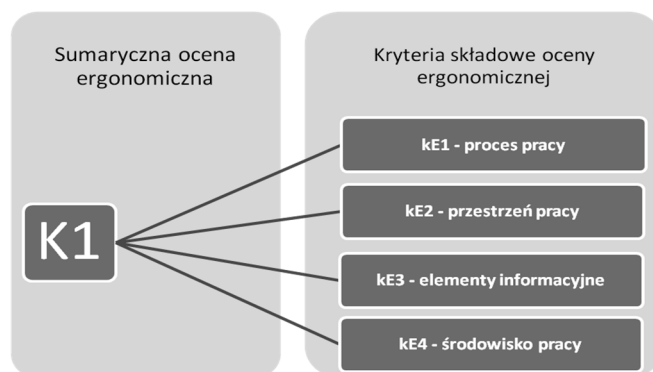 Sumaryczna ocena
ergonomiczna
K1
Kryteria składowe oceny
ergonomicznej
kE1 - proces pracy
kE2 - przestrzeń pracy
kE3 - elementy informacyjne
kE4 - środowisko pracy